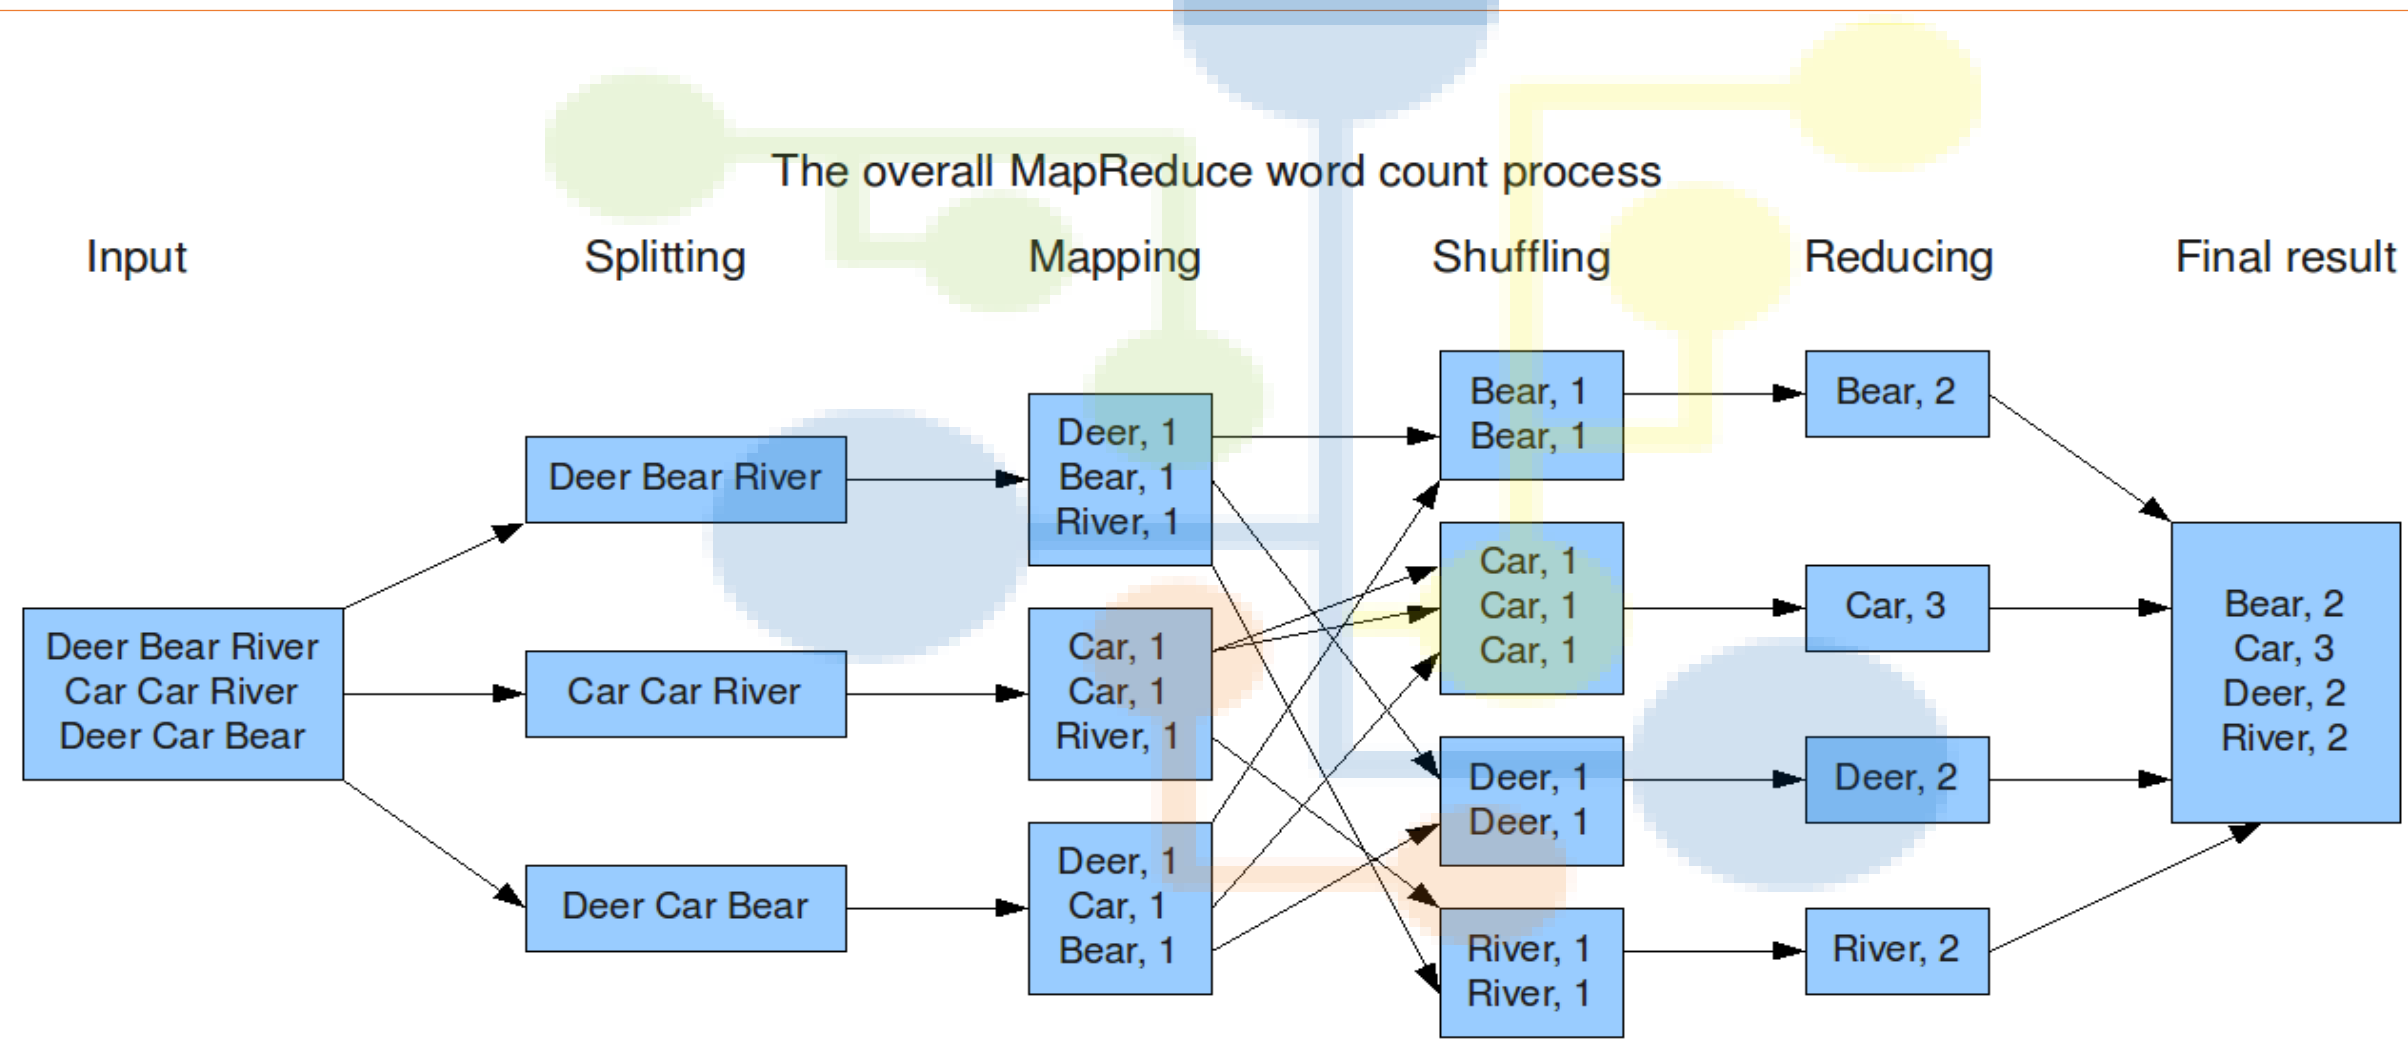 The overall MapReduce word count process
Input
Splitting
Mapping
Shuffling
Reducing
Final result
Deer Bear River
Car Car River
Deer Car Bear
Deer Bear River
Car Car River
Deer Car Bear
Deer, 1
Bear, 1
River, 1
Car, 1
Car, 1
River, 1
Deer, 1
Car, 1
Bear, 1
Bear, 1
Bear, 1
Car, 1
Car, 1
Car, 1
Deer, 1
Deer, 1
River, 1
River, 1
Bear, 2
Car, 3
Deer, 2
River, 2
Bear, 2
Car, 3
Deer, 2
River, 2